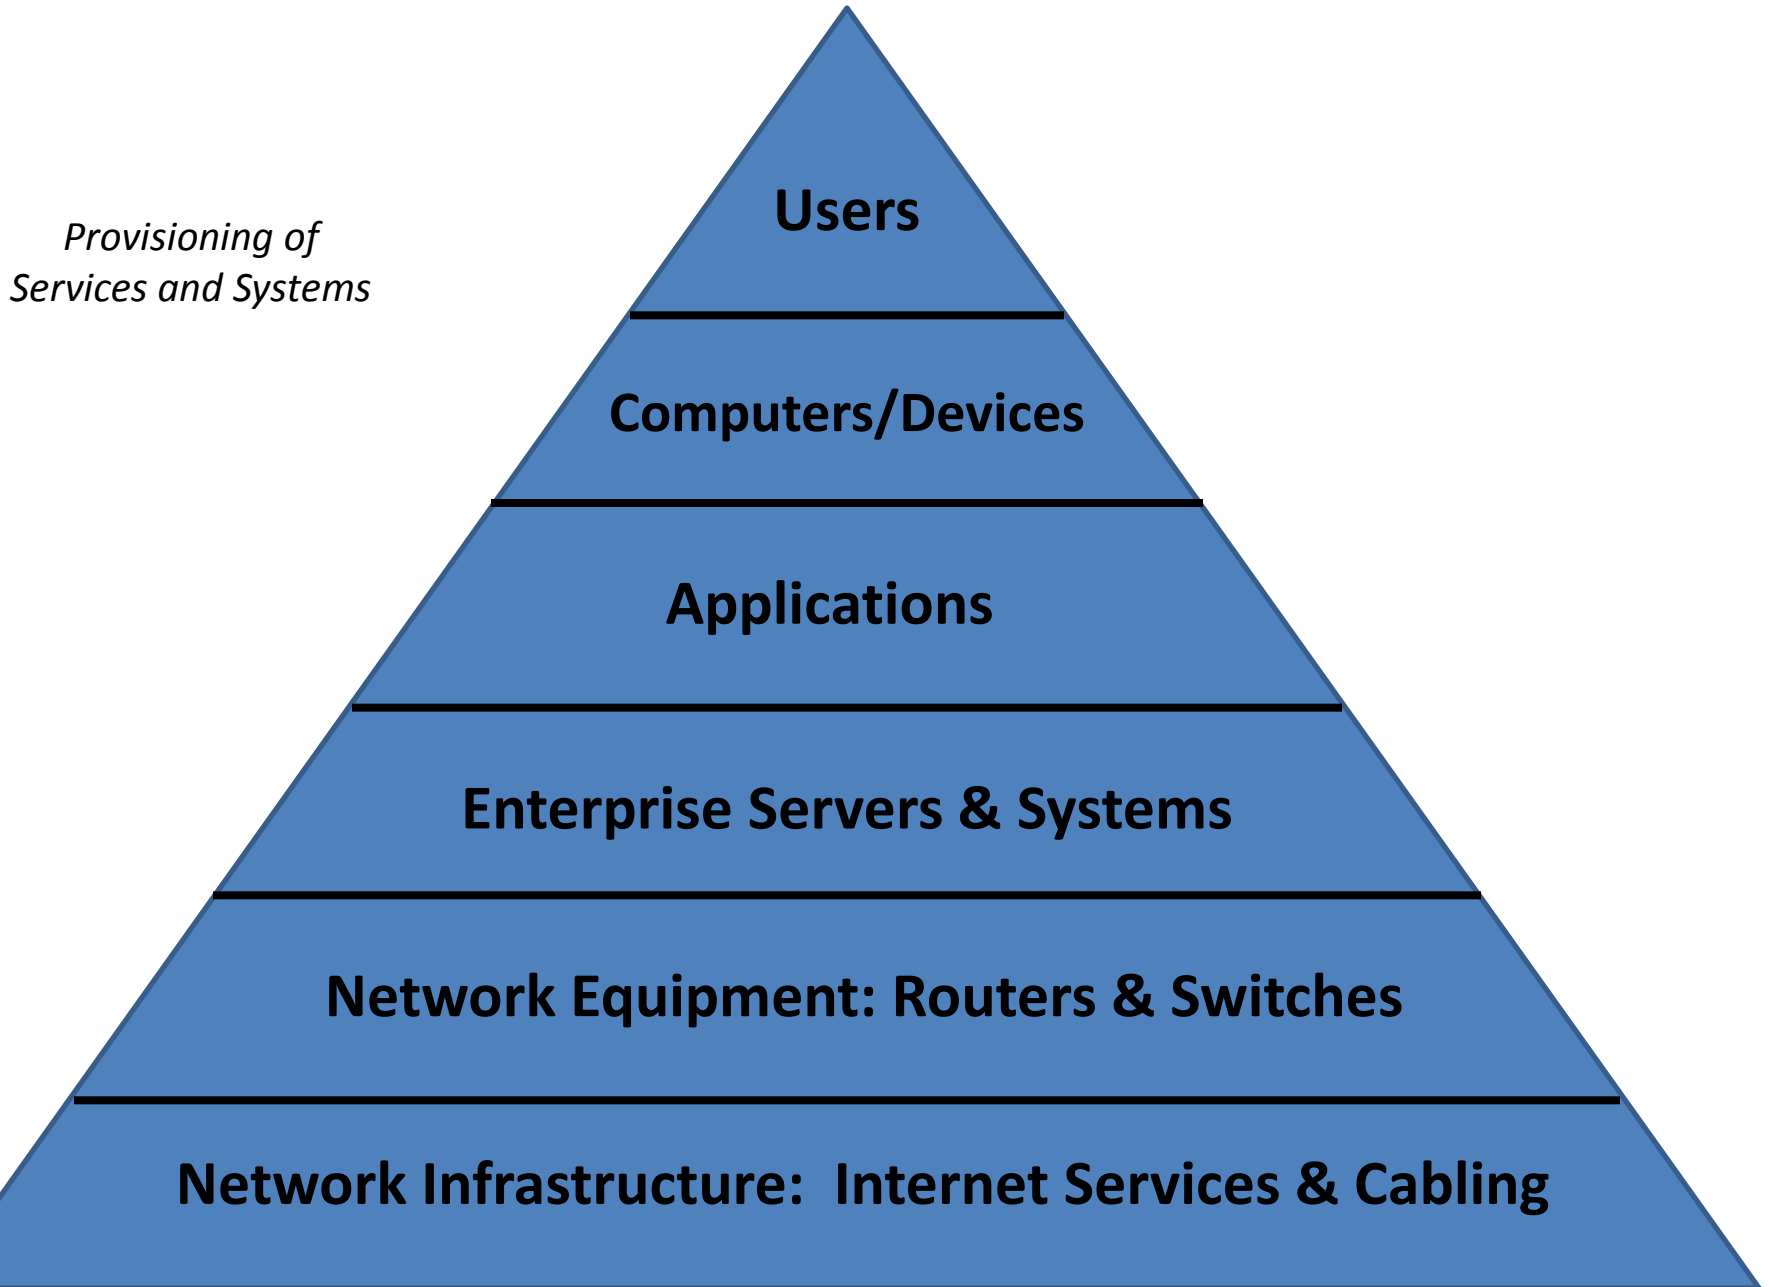 Users
Provisioning of
Services and Systems
Computers/Devices
Applications
Enterprise Servers & Systems
Network Equipment: Routers & Switches
Network Infrastructure:  Internet Services & Cabling